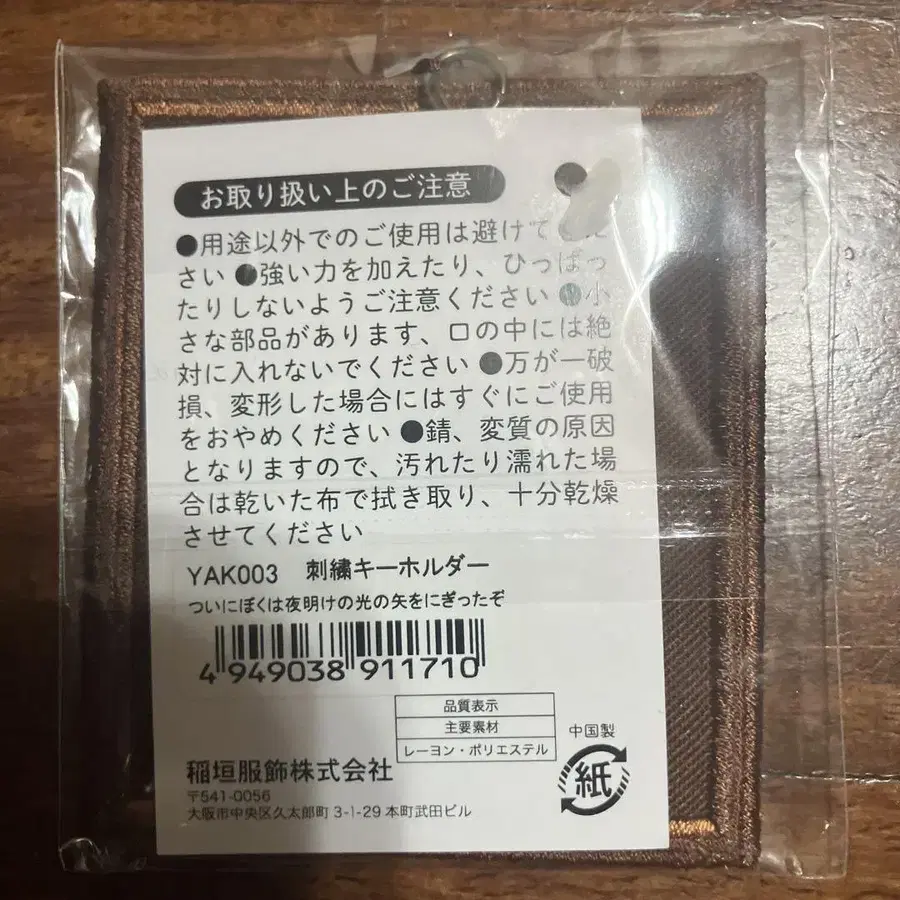 お取り扱い上のご注意
●用途以外でのご使用は避けてくだ
さい ●強い力を加えたり、ひっぱっ
たりしないようご注意ください ●小
さな部品があります、口の中には絶
対に入れないでください ●万が一破
損、変形した場合にはすぐにご使用
をおやめください ●錆、変質の原因
となりますので、汚れたり濡れた場
合は乾いた布で拭き取り、十分乾燥
させてください
YAK003 刺繍キーホルダー
ついにぼくは夜明けの光の矢をにぎったぞ
4 949038 911710
品質表示
主要素材
レーヨン・ポリエステル
中国製
紙
稲垣服飾株式会社
〒541-0056
大阪市中央区久太郎町 3-1-29 本町武田ビル